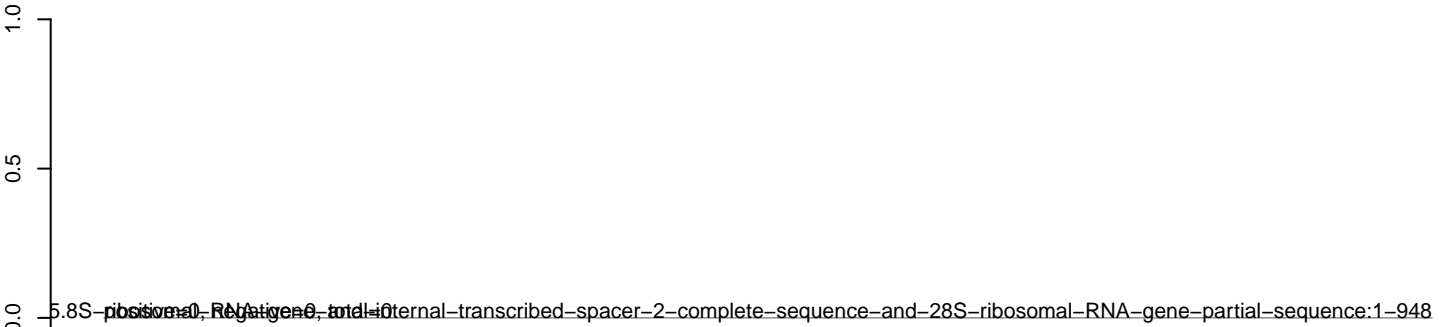 1.0
0.5
0.0
5.8S−ribosomal−RNA−gene−and−internal−transcribed−spacer−2−complete−sequence−and−28S−ribosomal−RNA−gene−partial−sequence:1−948
positive=0, negative=0, total=0